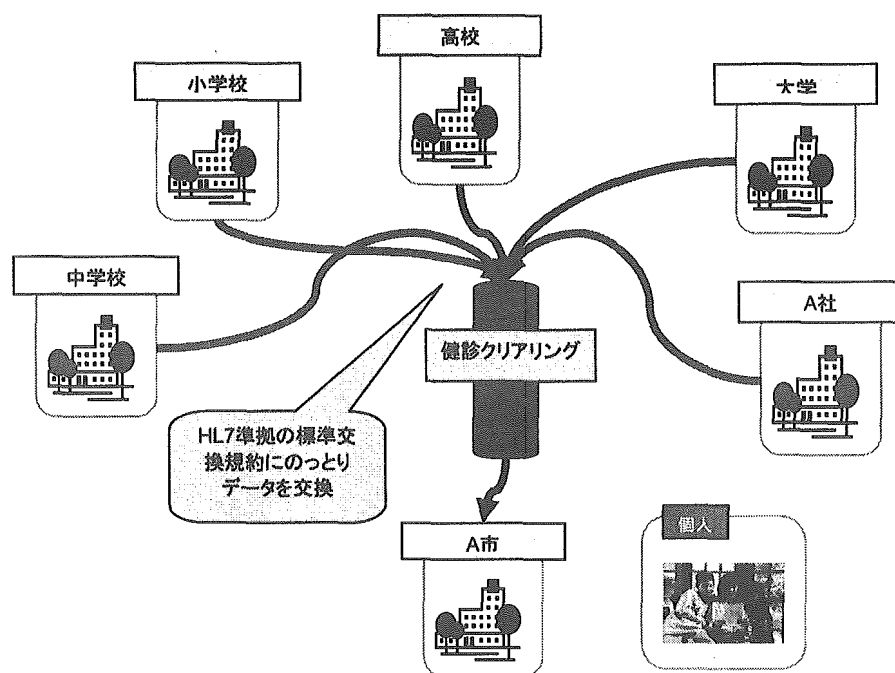 高校
小学校
大学
中学校
A社
健診クリアリング
HL7準拠の標準交
換規約にのっとり
データを交換
A市
個人